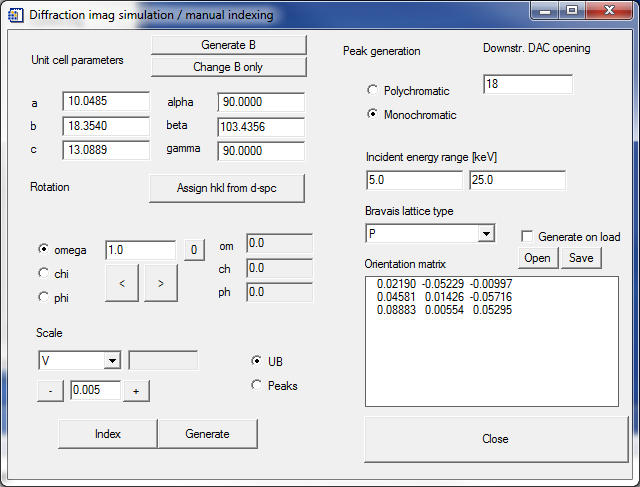 Diffraction imag simulation / manual indexing
Unit cell parameters
Generate B
Change B only
a 10.0485 alpha 90.0000
b 18.3540 beta 103.4356
c 13.0889 gamma 90.0000
Rotation
Assign hkl from d-spc
omega 1.0 0 om 0.0
chi < > ch 0.0
phi ph 0.0
Scale
V
- 0.005 +
UB
Peaks
Index Generate
Peak generation Downstr. DAC opening
18
Polychromatic
Monochromatic
Incident energy range [keV]
5.0 25.0
Bravais lattice type
P
Generate on load
Open Save
Orientation matrix
0.02190 -0.05229 -0.00997
0.04581 0.01426 -0.05716
0.08883 0.00554 0.05295
Close